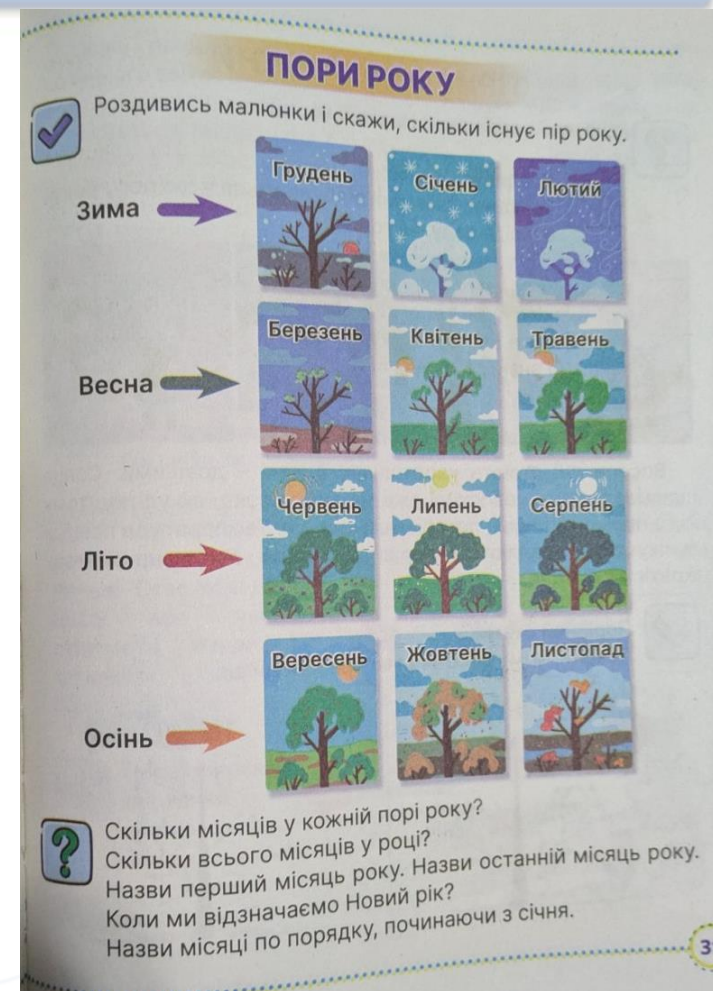 ПОРИ РОКУ
Роздивись малюнки і скажи, скільки існує пір року.
Зима
Грудень
Січень
Лютий
Весна
Березень
Квітень
Травень
Літо
Червень
Липень
Серпень
Осінь
Вересень
Жовтень
Листопад
?
Скільки місяців у кожній порі року?
Скільки всього місяців у році?
Назви перший місяць року. Назви останній місяць року.
Коли ми відзначаємо Новий рік?
Назви місяці по порядку, починаючи з січня.